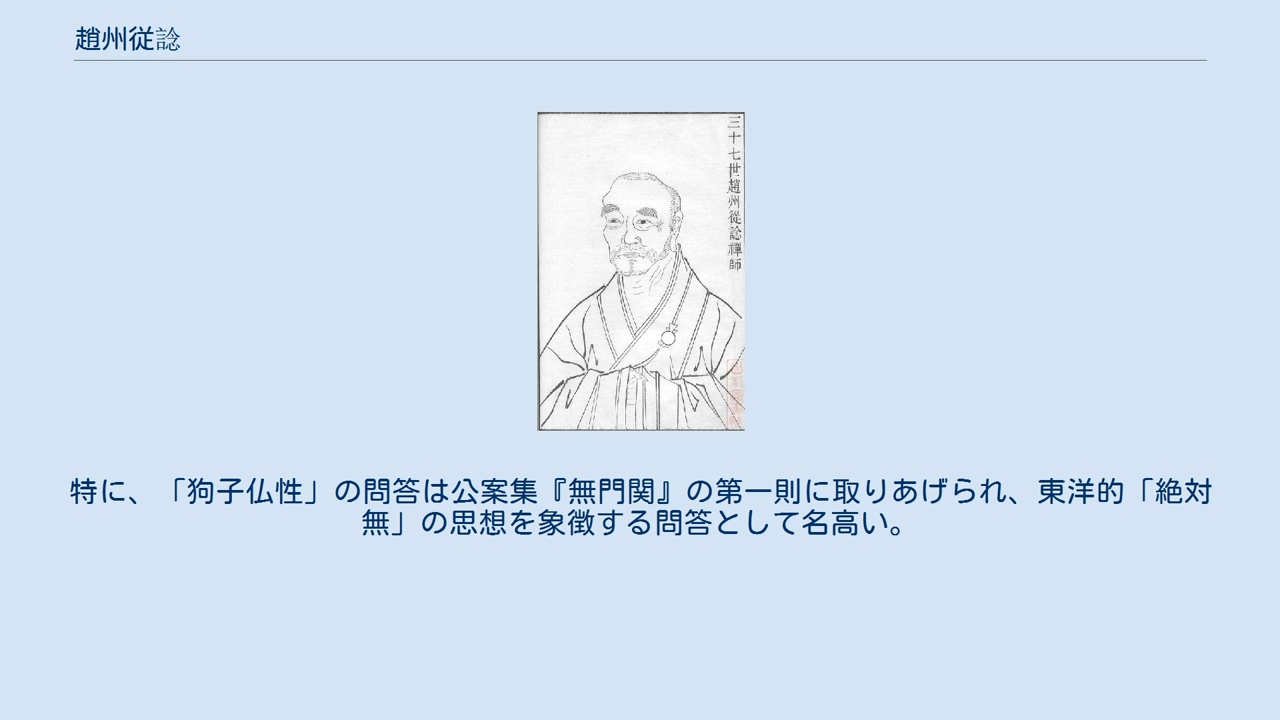 趙州従諗
三十七世趙州從諗禪師
特に、「狗子仏性」の問答は公案集『無門関』の第一則に取りあげられ、東洋的「絶対
無」の思想を象徴する問答として名高い。